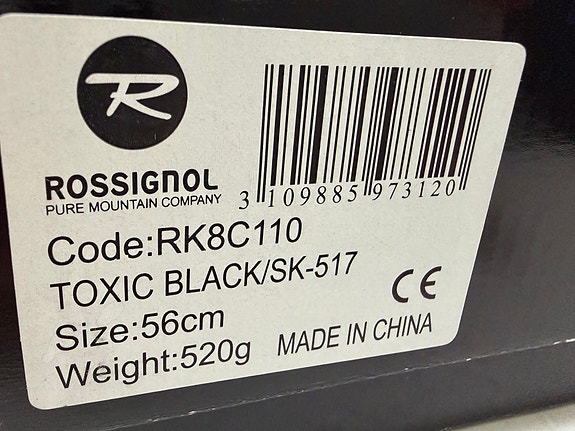 R
ROSSIGNOL
PURE MOUNTAIN COMPANY
3 109885 973120
Code:RK8C110
TOXIC BLACK/SK-517
Size:56cm
CE
Weight:520g
MADE IN CHINA